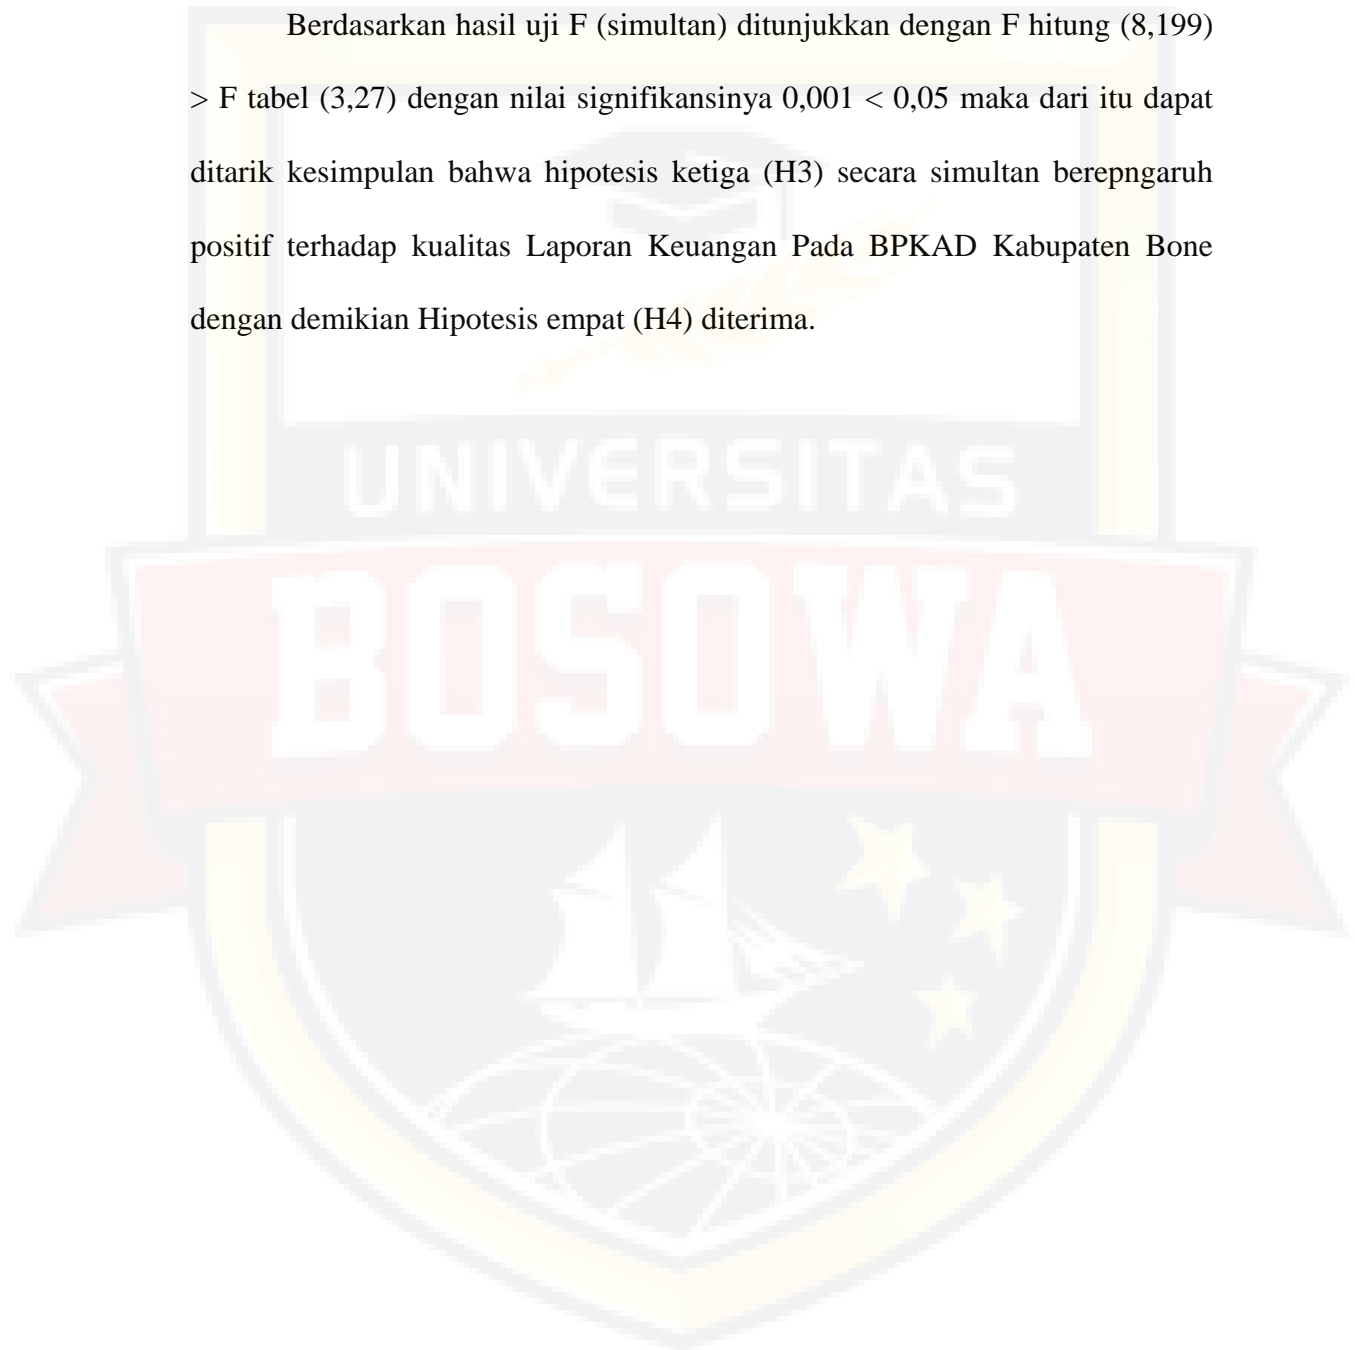 Berdasarkan hasil uji F (simultan) ditunjukkan dengan F hitung (8,199)
> F tabel (3,27) dengan nilai signifikansinya 0,001 < 0,05 maka dari itu dapat
ditarik kesimpulan bahwa hipotesis ketiga (H3) secara simultan berepngaruh
positif terhadap kualitas Laporan Keuangan Pada BPKAD Kabupaten Bone
dengan demikian Hipotesis empat (H4) diterima.
UNIVERSITAS
BOSOWA